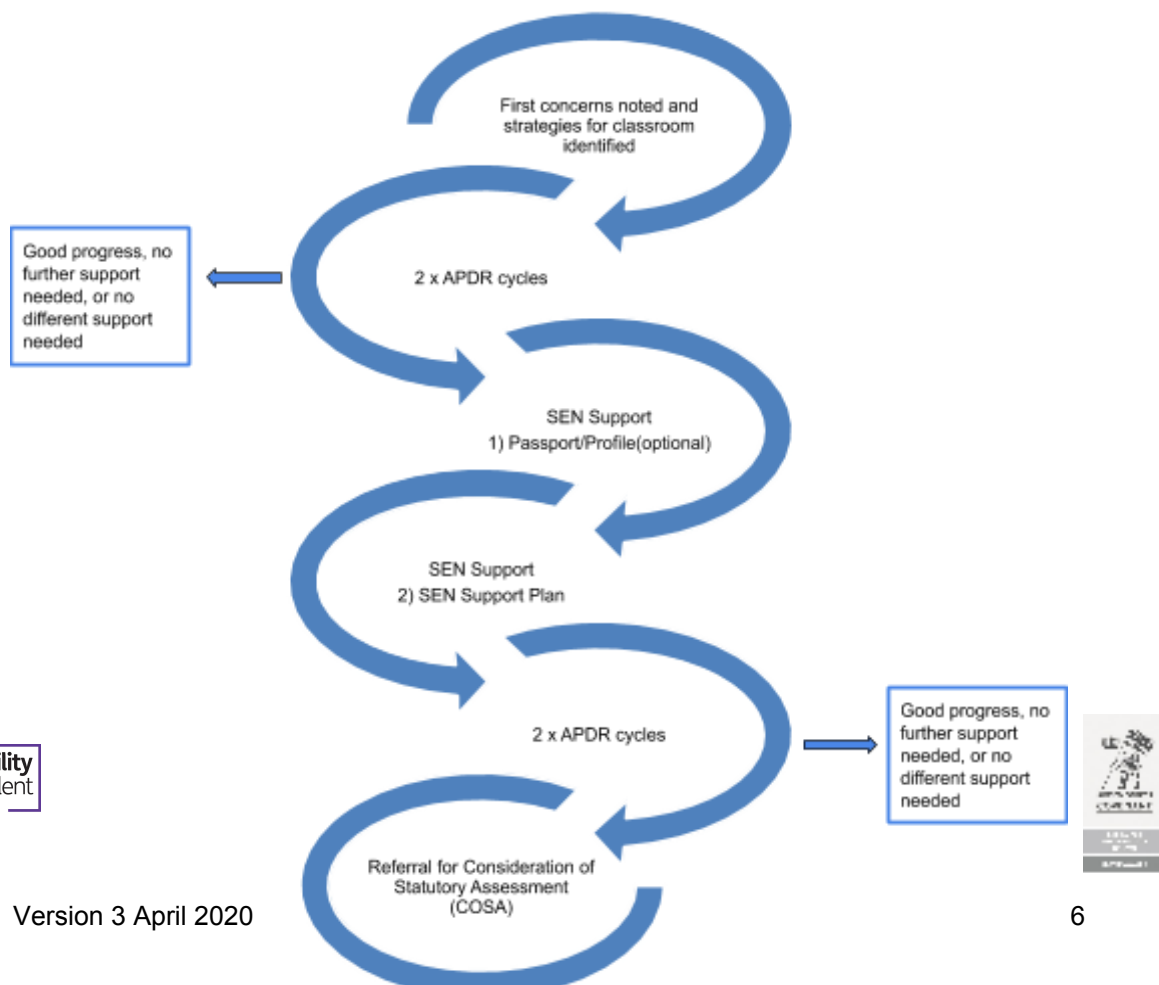 First concerns noted and
strategies for classroom
identified
Good progress, no
further support
needed, or no
different support
needed
2 x APDR cycles
SEN Support
1) Passport/Profile(optional)
SEN Support
2) SEN Support Plan
2 x APDR cycles
Good progress, no
further support
needed, or no
different support
needed
ility
lent
Referral for Consideration of
Statutory Assessment
(COSA)
Version 3 April 2020
6